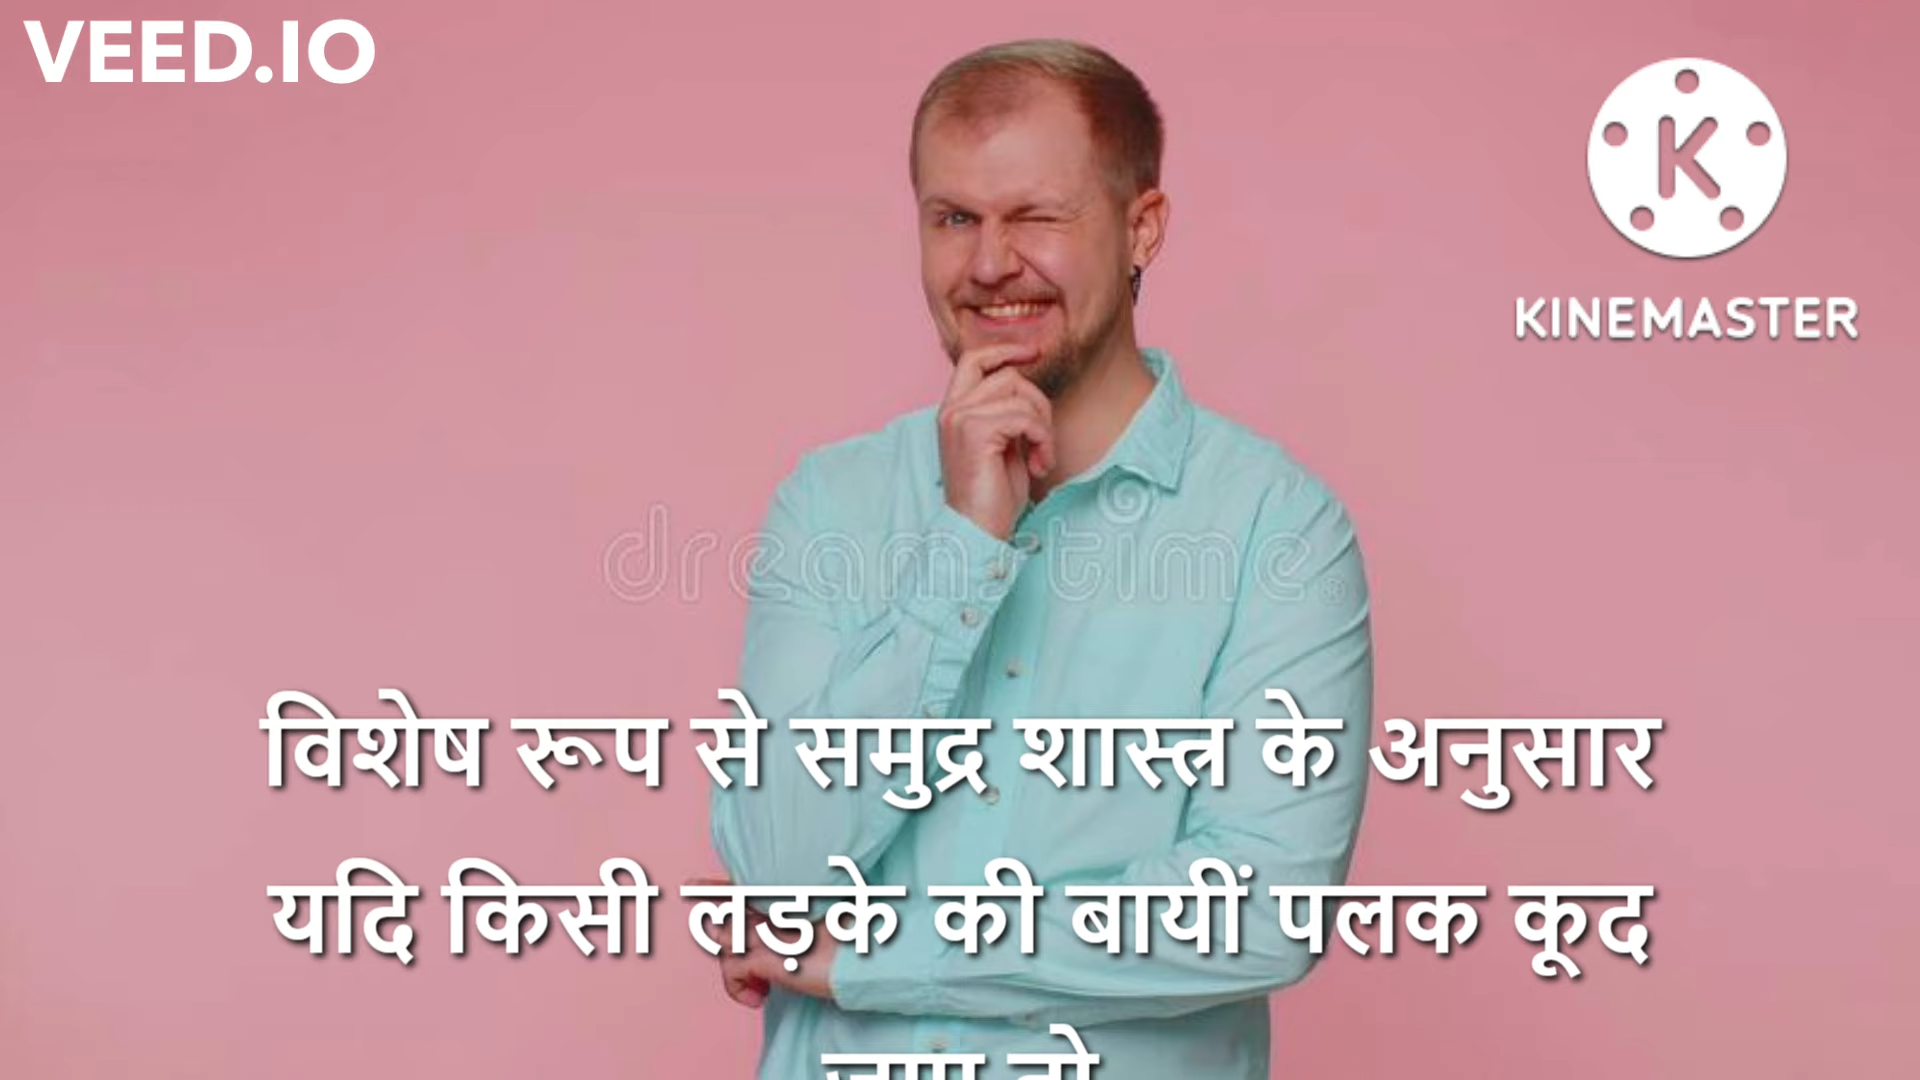 VEED.IO
K
KINEMASTER
dreamstime
विशेष रूप से समुद्र शास्त्र के अनुसार
यदि किसी लड़के की बायीं पलक कूद